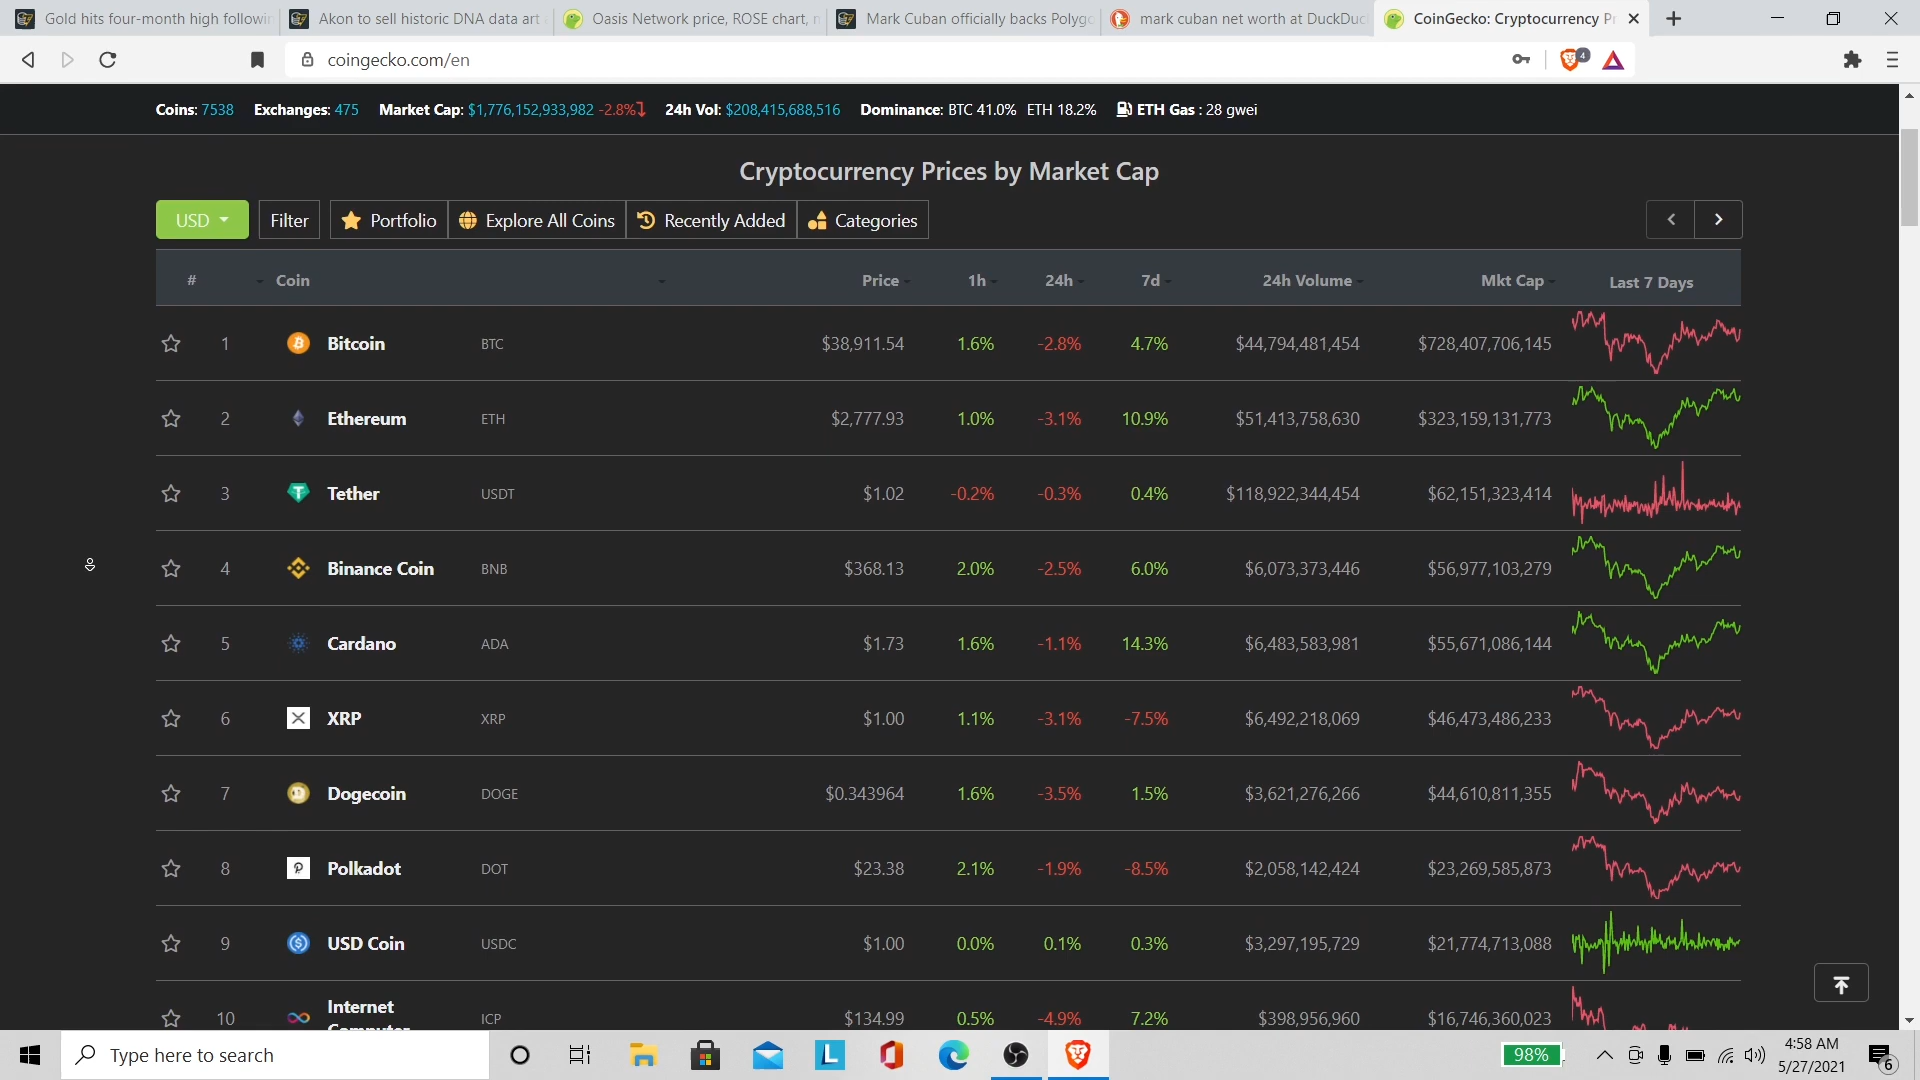 Gold hits four-month high followin
Akon to sell historic DNA data art
Oasis Network price, ROSE chart,
Mark Cuban officially backs Polygo
mark cuban net worth at DuckDuc
CoinGecko: Cryptocurrency Pr
coingecko.com/en
4
Coins: 7538 Exchanges: 475 Market Cap: $1,776,152,933,982 -2.8% 24h Vol: $208,415,688,516 Dominance: BTC 41.0% ETH 18.2% ETH Gas : 28 gwei
Cryptocurrency Prices by Market Cap
USD Filter Portfolio Explore All Coins Recently Added Categories
# Coin Price 1h 24h 7d 24h Volume Mkt Cap Last 7 Days
1 Bitcoin BTC $38,911.54 1.6% -2.8% 4.7% $44,794,481,454 $728,407,706,145
2 Ethereum ETH $2,777.93 1.0% -3.1% 10.9% $51,413,758,630 $323,159,131,773
3 Tether USDT $1.02 -0.2% -0.3% 0.4% $118,922,344,454 $62,151,323,414
4 Binance Coin BNB $368.13 2.0% -2.5% 6.0% $6,073,373,446 $56,977,103,279
5 Cardano ADA $1.73 1.6% -1.1% 14.3% $6,483,583,981 $55,671,086,144
6 XRP XRP $1.00 1.1% -3.1% -7.5% $6,492,218,069 $46,473,486,233
7 Dogecoin DOGE $0.343964 1.6% -3.5% 1.5% $3,621,276,266 $44,610,811,355
8 Polkadot DOT $23.38 2.1% -1.9% -8.5% $2,058,142,424 $23,269,585,873
9 USD Coin USDC $1.00 0.0% 0.1% 0.3% $3,297,195,729 $21,774,713,088
10 Internet Computer ICP $134.99 0.5% -4.9% 7.2% $398,956,960 $16,746,360,023
Type here to search
L
98%
4:58 AM
5/27/2021
6